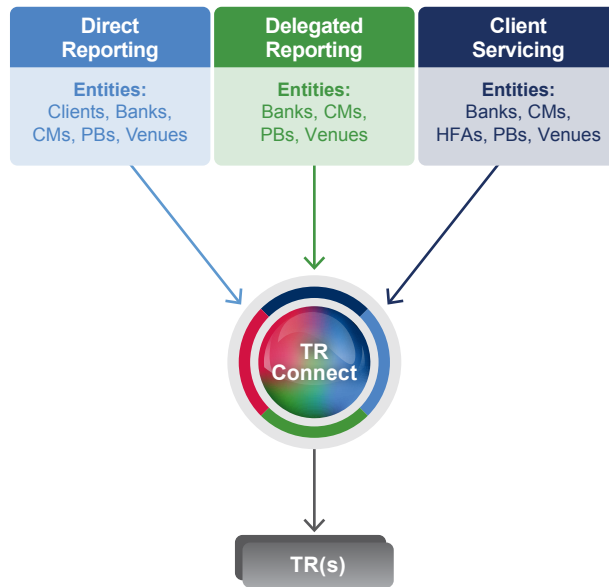 Direct
Reporting
Entities:
Clients, Banks,
CMs, PBs, Venues
Delegated
Reporting
Entities:
Banks, CMs,
PBs, Venues
Client
Servicing
Entities:
Banks, CMs,
HFAs, PBs, Venues
TR
Connect
TR(s)